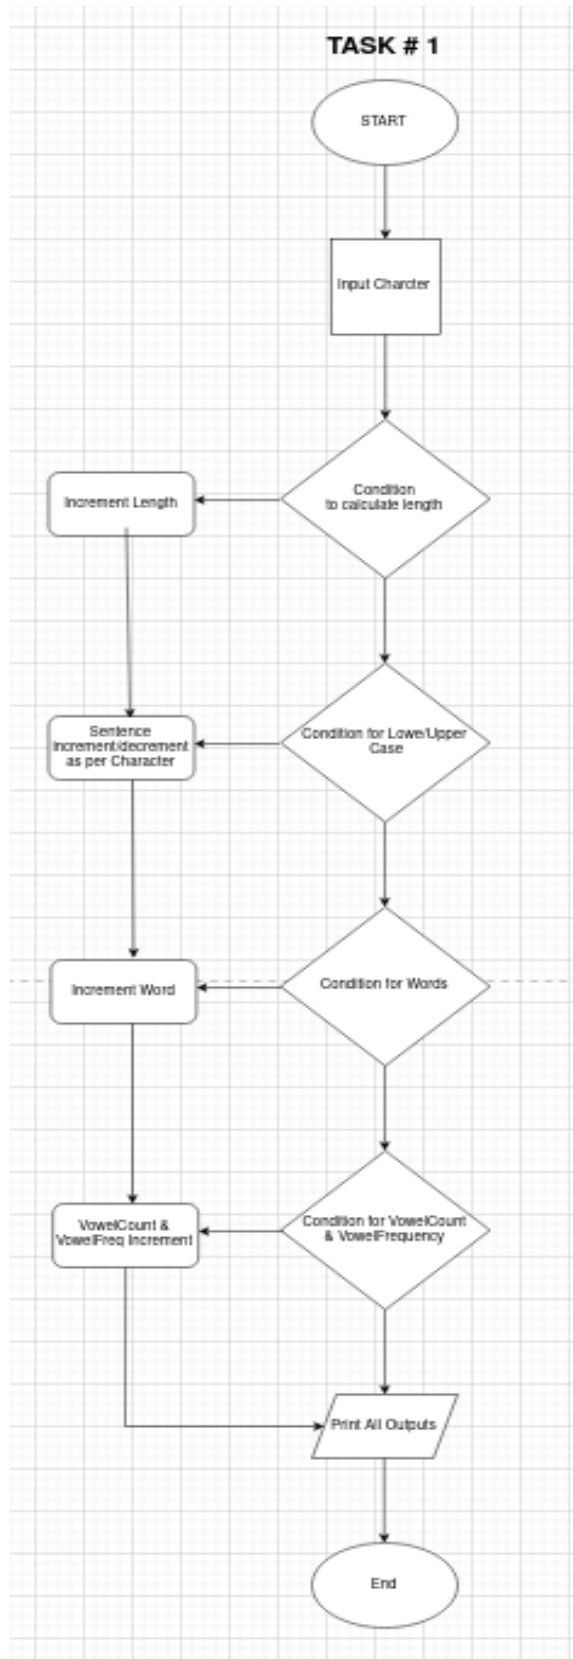 TASK # 1
START
Input Charcter
Condition
to calculate length
Increment Length
Condition for Lowe/Upper
Case
Sentence
increment/decrement
as per Character
Condition for Words
Increment Word
Condition for VowelCount
& VowelFrequency
VowelCount &
VowelFreq Increment
Print All Outputs
End